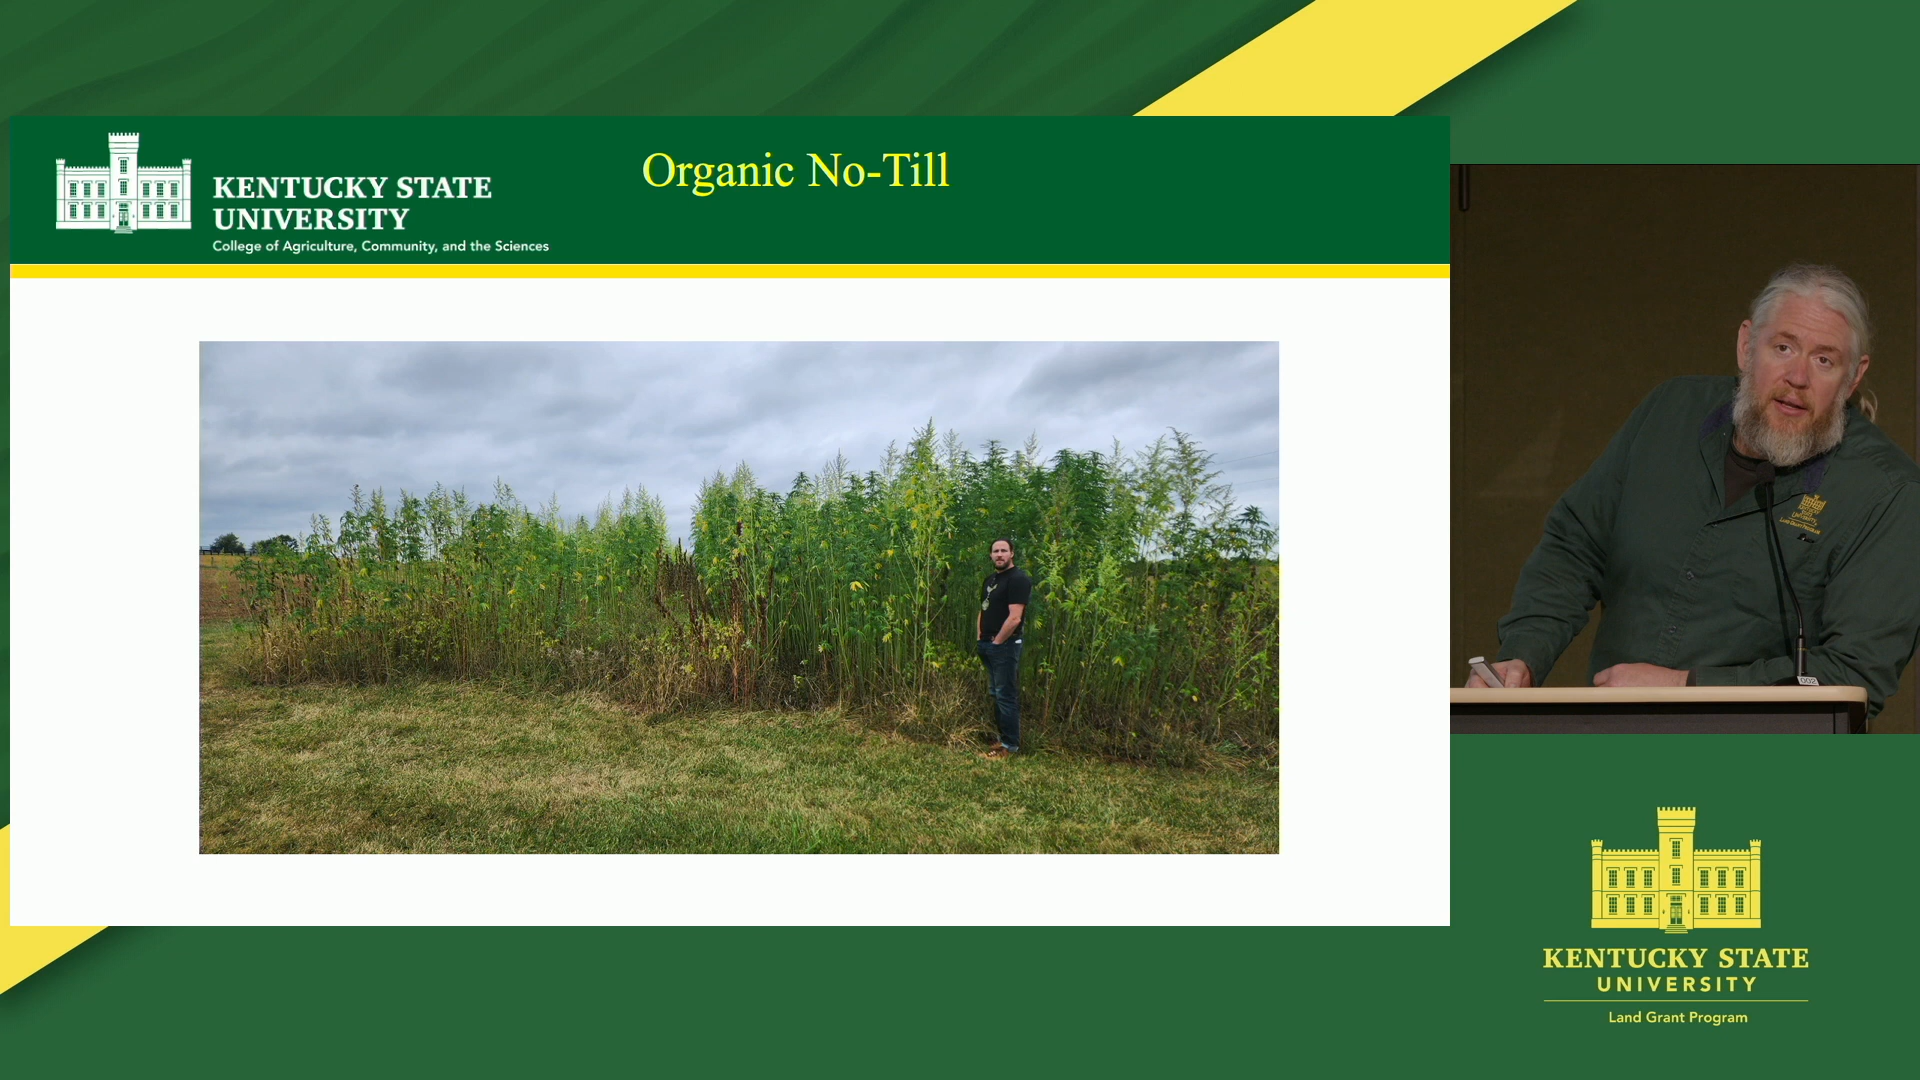 KENTUCKY STATE
UNIVERSITY
College of Agriculture, Community, and the Sciences
Organic No-Till
002
KENTUCKY STATE
UNIVERSITY
Land Grant Program